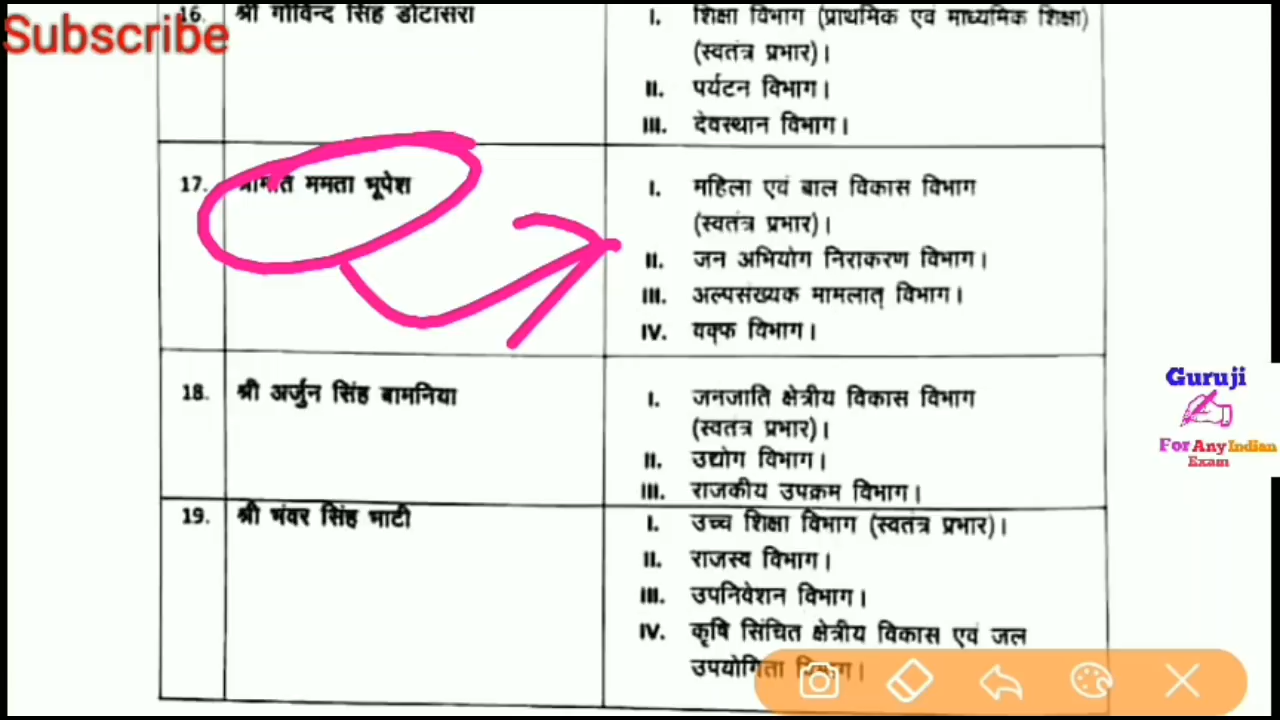 Subscribe
16. श्री गोविन्द सिंह डोटासरा
I. शिक्षा विभाग (प्राथमिक एवं माध्यमिक शिक्षा)
(स्वतंत्र प्रभार)।
II. पर्यटन विभाग।
III. देवस्थान विभाग।
17. श्रीमति ममता भूपेश
I. महिला एवं बाल विकास विभाग
(स्वतंत्र प्रभार)।
II. जन अभियोग निराकरण विभाग।
III. अल्पसंख्यक मामलात् विभाग।
IV. वक्फ विभाग।
18. श्री अर्जुन सिंह बामनिया
I. जनजाति क्षेत्रीय विकास विभाग
(स्वतंत्र प्रभार)।
II. उद्योग विभाग।
III. राजकीय उपक्रम विभाग।
19. श्री भंवर सिंह भाटी
I. उच्च शिक्षा विभाग (स्वतंत्र प्रभार)।
II. राजस्व विभाग।
III. उपनिवेशन विभाग।
IV. कृषि सिंचित क्षेत्रीय विकास एवं जल
उपयोगिता विभाग।
Guruji
For Any Indian
Exam